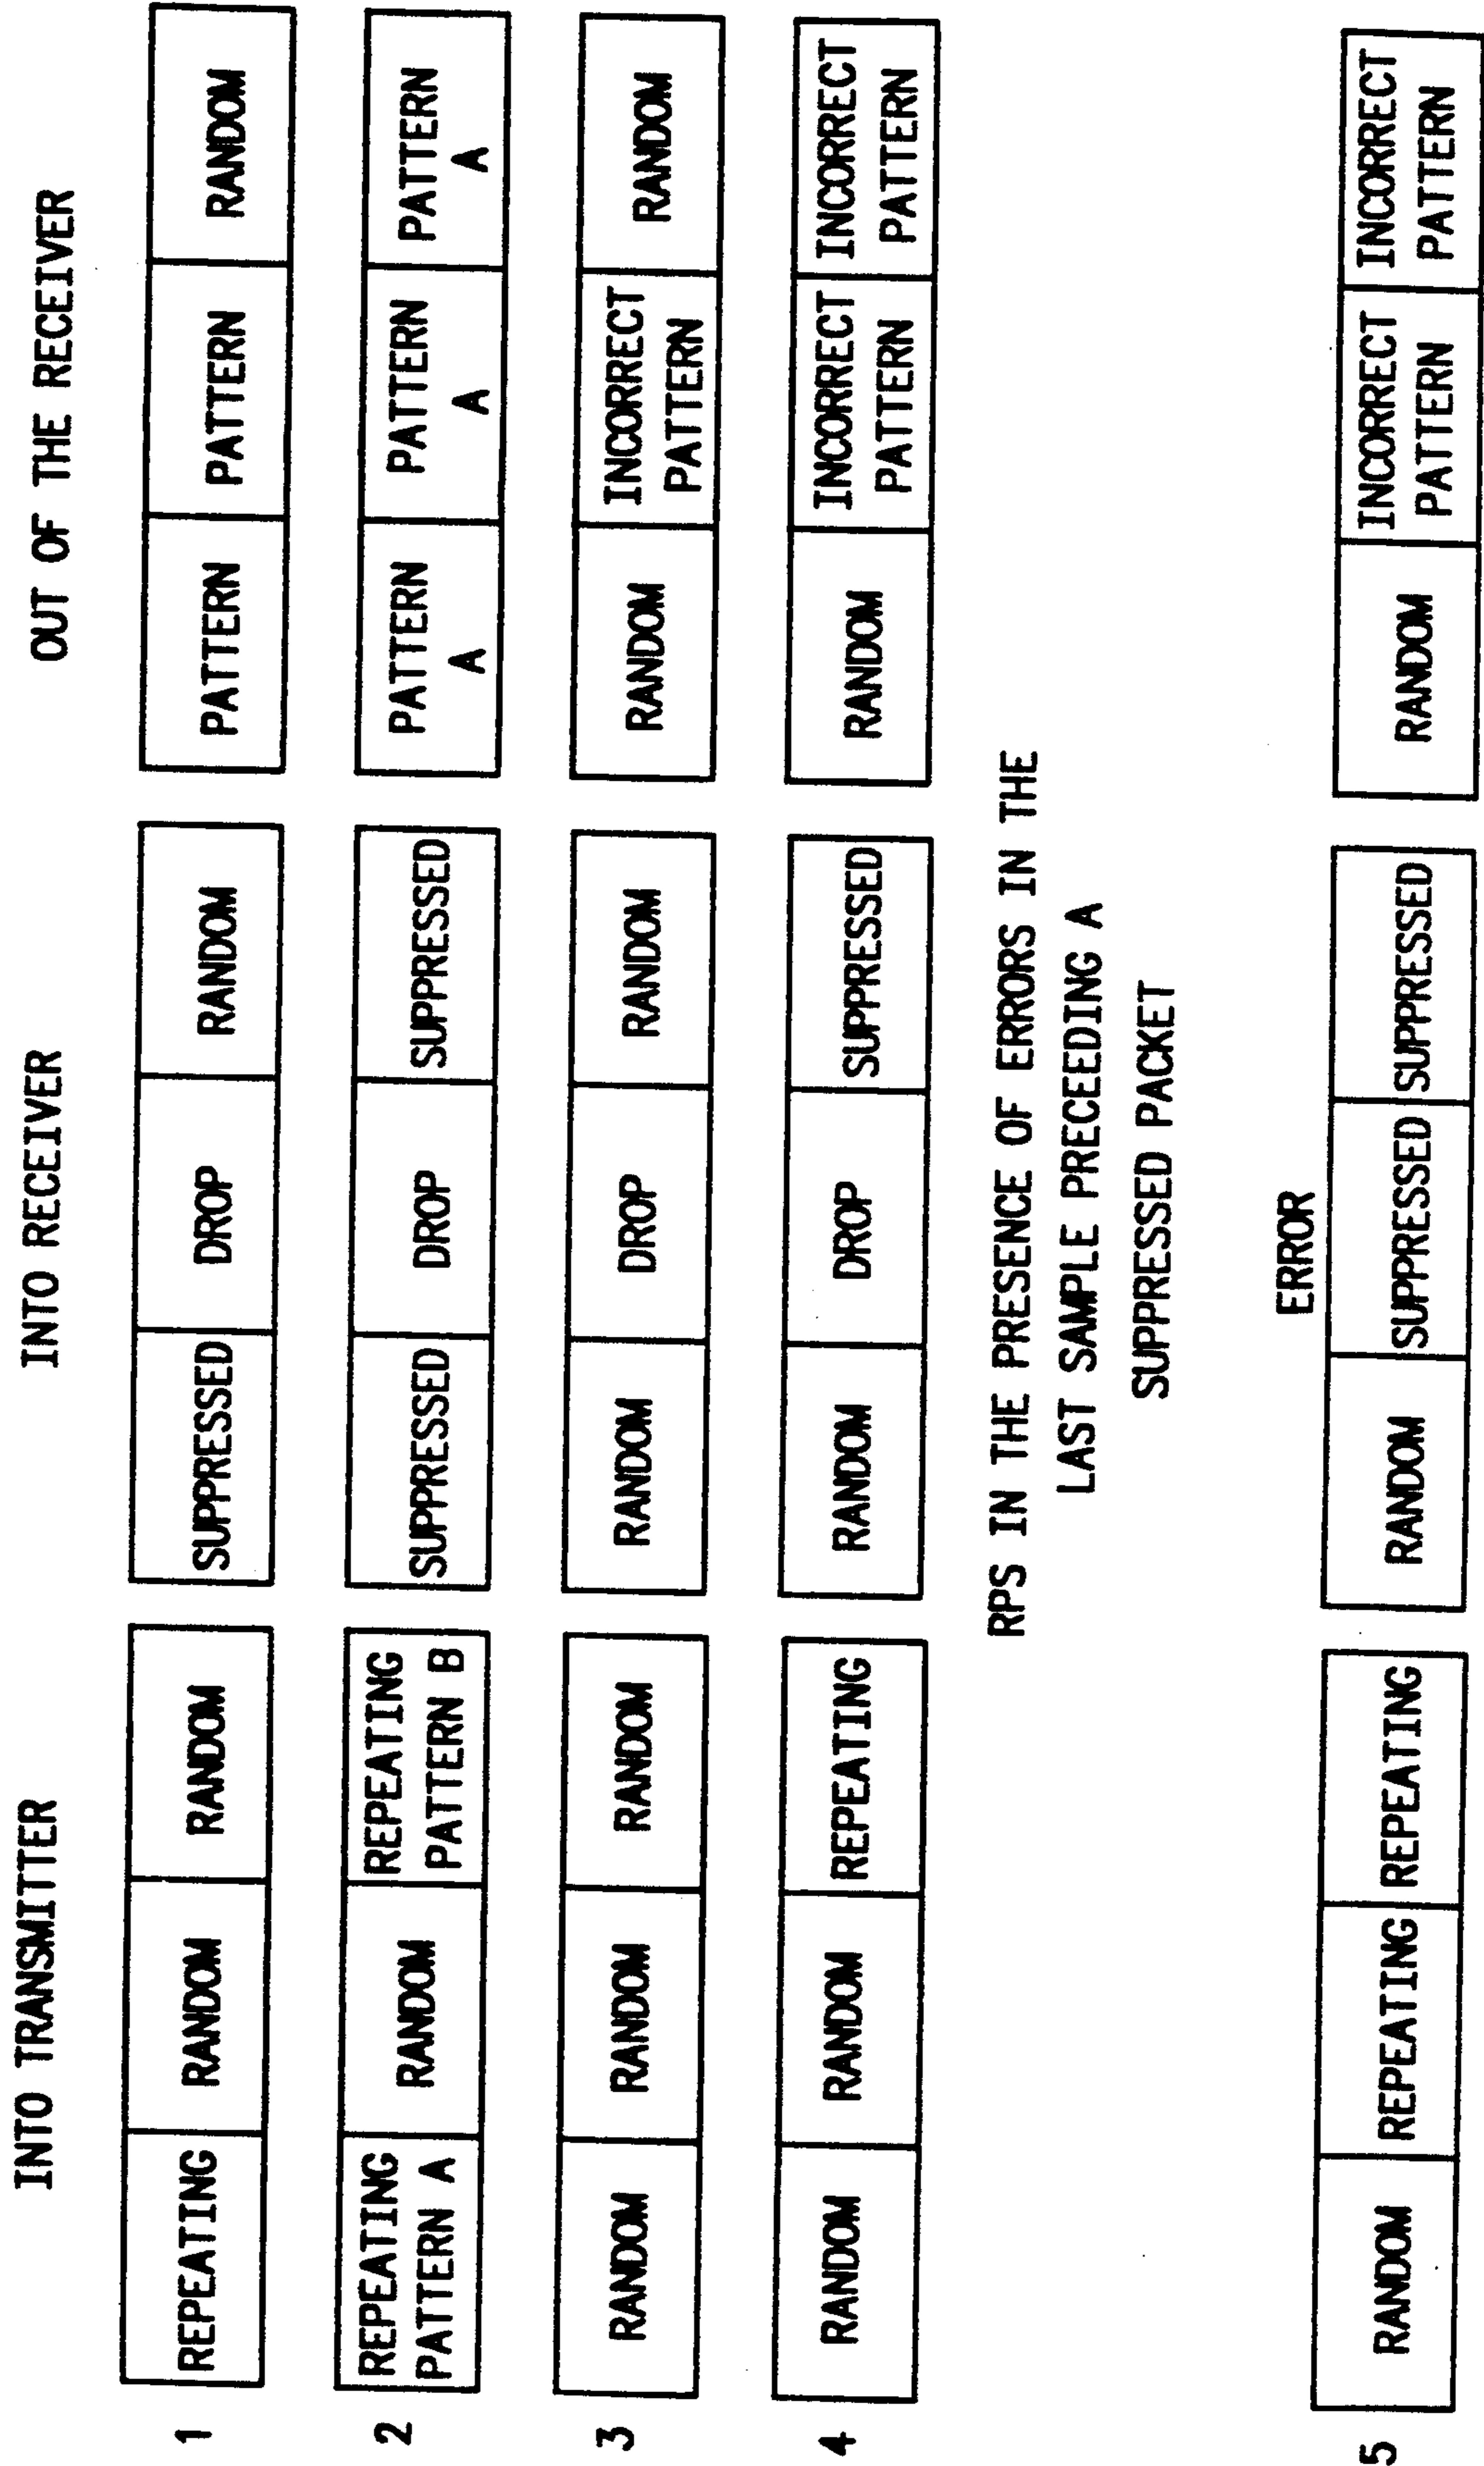 INTO TRANSMITTER INTO RECEIVER OUT OF THE RECEIVER
1 REPEATING RANDOM RANDOM SUPPRESSED DROP RANDOM PATTERN PATTERN RANDOM
2 REPEATING PATTERN A RANDOM REPEATING PATTERN B SUPPRESSED DROP SUPPRESSED PATTERN A PATTERN A PATTERN A
3 RANDOM RANDOM RANDOM RANDOM DROP RANDOM RANDOM INCORRECT PATTERN RANDOM
4 RANDOM RANDOM REPEATING RANDOM DROP SUPPRESSED RANDOM INCORRECT PATTERN INCORRECT PATTERN
RPS IN THE PRESENCE OF ERRORS IN THE
LAST SAMPLE PRECEEDING A
SUPPRESSED PACKET
ERROR
5 RANDOM REPEATING REPEATING RANDOM SUPPRESSED SUPPRESSED RANDOM INCORRECT PATTERN INCORRECT PATTERN